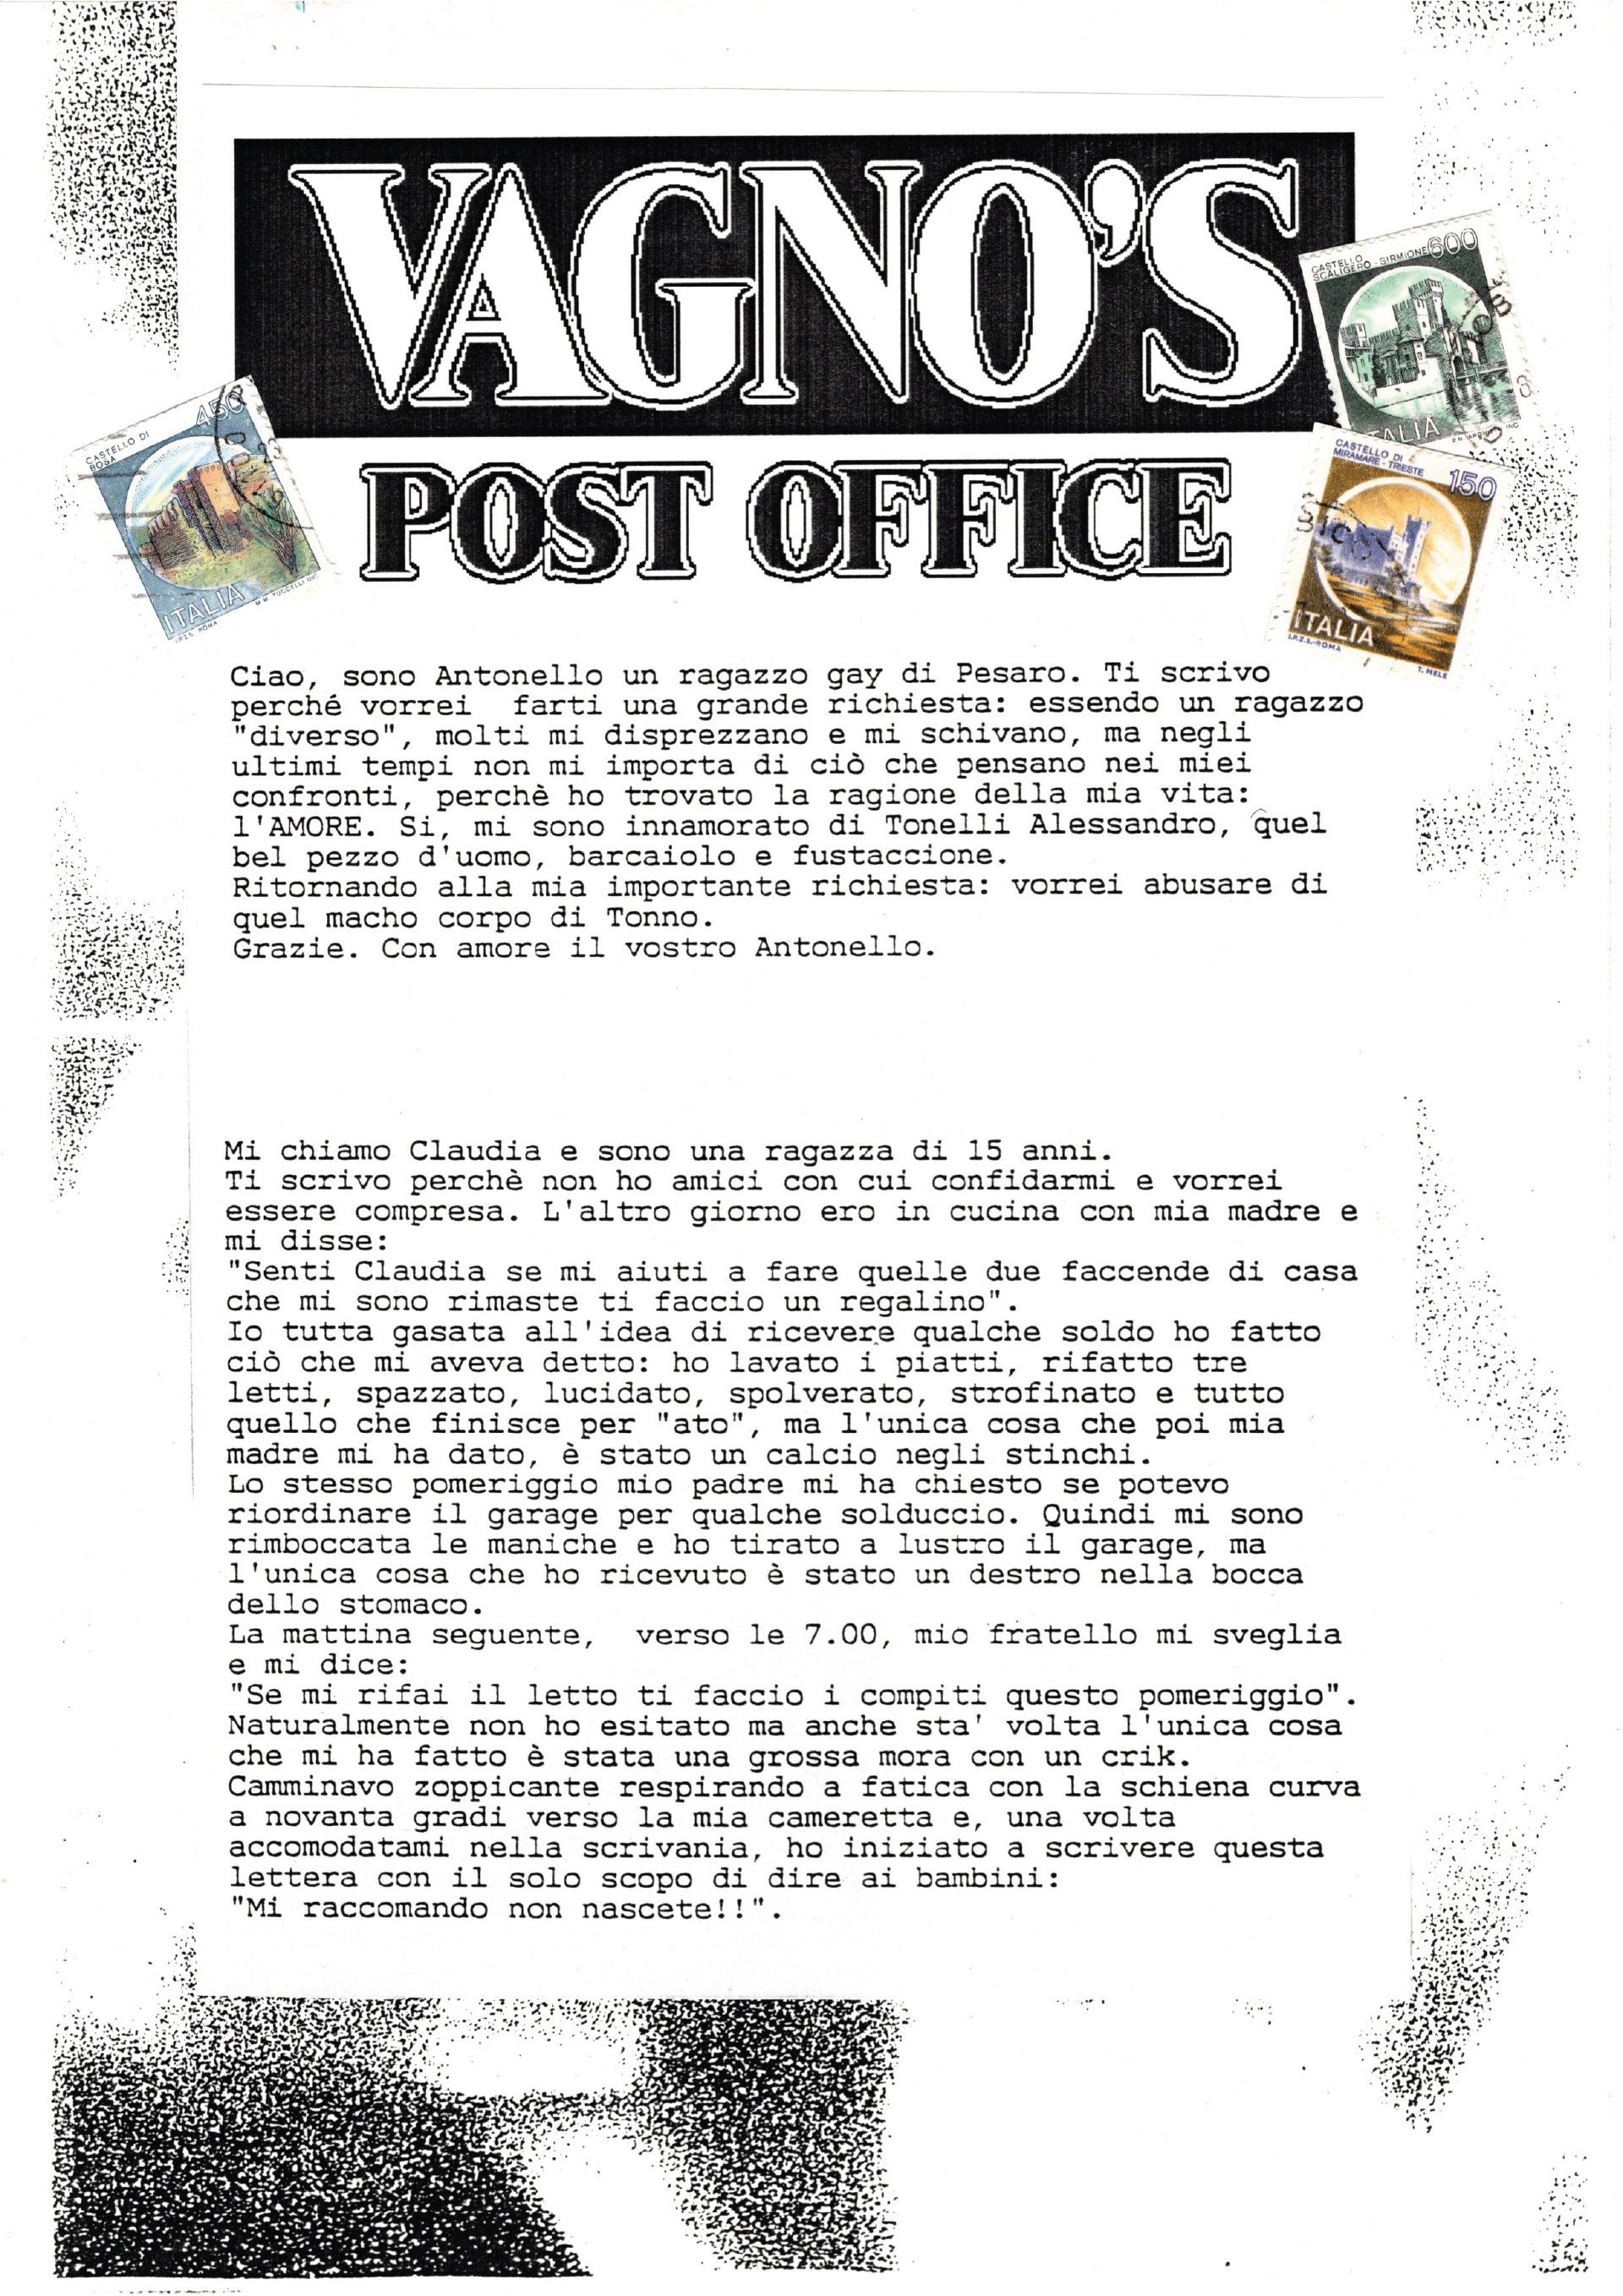 VAGNO'S
POST OFFICE
CASTELLO
SCALIGERO - SIRMIONE 600
ITALIA
CASTELLO DI
BOSA
450
ITALIA
I.P.Z.S. ROMA
M.M. TUCCELLI INC.
CASTELLO DI
MIRAMARE - TRIESTE
150
ITALIA
I.P.Z.S.-ROMA
T. MELE
Ciao, sono Antonello un ragazzo gay di Pesaro. Ti scrivo
perché vorrei  farti una grande richiesta: essendo un ragazzo
"diverso", molti mi disprezzano e mi schivano, ma negli
ultimi tempi non mi importa di ciò che pensano nei miei
confronti, perchè ho trovato la ragione della mia vita:
l'AMORE. Si, mi sono innamorato di Tonelli Alessandro, quel
bel pezzo d'uomo, barcaiolo e fustaccione.
Ritornando alla mia importante richiesta: vorrei abusare di
quel macho corpo di Tonno.
Grazie. Con amore il vostro Antonello.
Mi chiamo Claudia e sono una ragazza di 15 anni.
Ti scrivo perchè non ho amici con cui confidarmi e vorrei
essere compresa. L'altro giorno ero in cucina con mia madre e
mi disse:
"Senti Claudia se mi aiuti a fare quelle due faccende di casa
che mi sono rimaste ti faccio un regalino".
Io tutta gasata all'idea di ricevere qualche soldo ho fatto
ciò che mi aveva detto: ho lavato i piatti, rifatto tre
letti, spazzato, lucidato, spolverato, strofinato e tutto
quello che finisce per "ato", ma l'unica cosa che poi mia
madre mi ha dato, è stato un calcio negli stinchi.
Lo stesso pomeriggio mio padre mi ha chiesto se potevo
riordinare il garage per qualche solduccio. Quindi mi sono
rimboccata le maniche e ho tirato a lustro il garage, ma
l'unica cosa che ho ricevuto è stato un destro nella bocca
dello stomaco.
La mattina seguente,  verso le 7.00, mio fratello mi sveglia
e mi dice:
"Se mi rifai il letto ti faccio i compiti questo pomeriggio".
Naturalmente non ho esitato ma anche sta' volta l'unica cosa
che mi ha fatto è stata una grossa mora con un crik.
Camminavo zoppicante respirando a fatica con la schiena curva
a novanta gradi verso la mia cameretta e, una volta
accomodatami nella scrivania, ho iniziato a scrivere questa
lettera con il solo scopo di dire ai bambini:
"Mi raccomando non nascete!!".